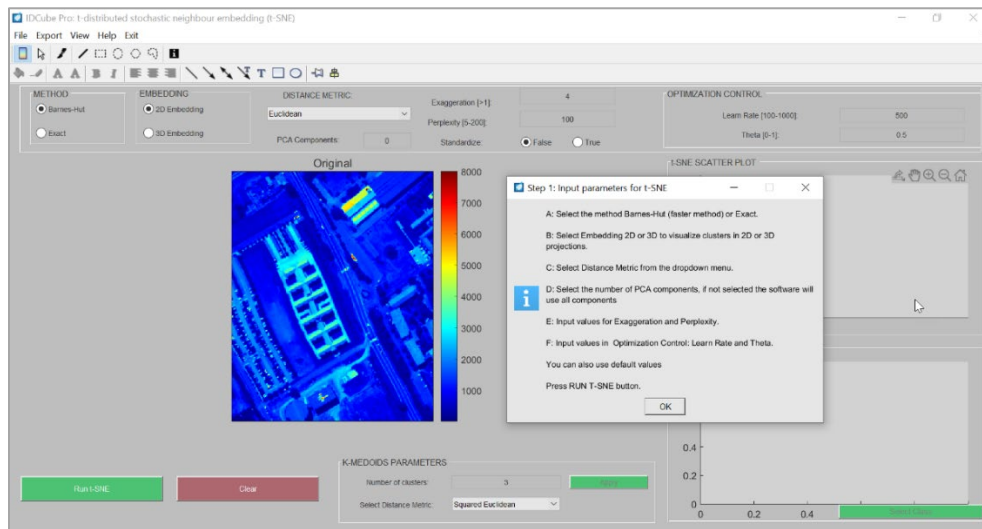 IDCube Pro: t-distributed stochastic neighbour embedding (t-SNE)
File Export View Help Exit
METHOD
Barnes-Hut
Exact
EMBEDDING
2D Embedding
3D Embedding
DISTANCE METRIC:
Euclidean
PCA Components: 0
Exaggeration [>1]: 4
Perplexity [5-200]: 100
Standardize: False True
OPTIMIZATION CONTROL
Learn Rate [100-1000]: 500
Theta [0-1]: 0.5
Original
8000
7000
6000
5000
4000
3000
2000
1000
t-SNE SCATTER PLOT
Step 1: Input parameters for t-SNE
A: Select the method Barnes-Hut (faster method) or Exact.
B: Select Embedding 2D or 3D to visualize clusters in 2D or 3D
projections.
C: Select Distance Metric from the dropdown menu.
D: Select the number of PCA components, if not selected the software will
use all components
E: Input values for Exaggeration and Perplexity.
F: Input values in Optimization Control: Learn Rate and Theta.
You can also use default values
Press RUN T-SNE button.
OK
0.4
0.2
0
0 0.2 0.4
Run t-SNE
Clear
K-MEDOIDS PARAMETERS
Number of clusters: 3
Apply
Select Distance Metric: Squared Euclidean